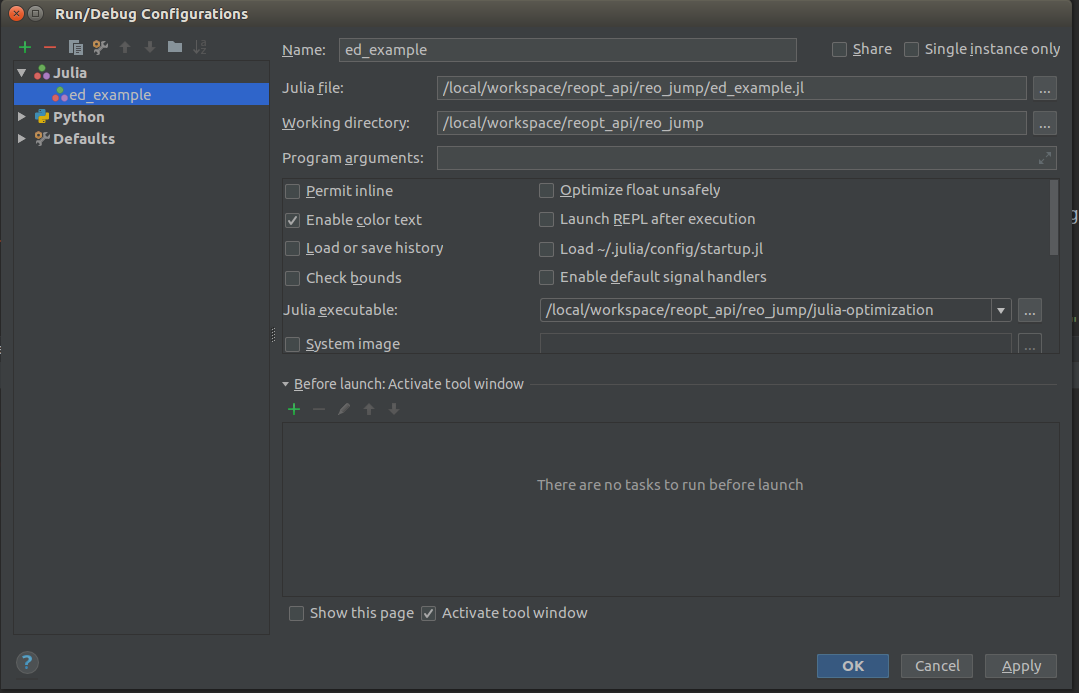 Run/Debug Configurations
Name: ed_example Share Single instance only
Julia
ed_example
Python
Defaults
Julia file: /local/workspace/reopt_api/reo_jump/ed_example.jl ...
Working directory: /local/workspace/reopt_api/reo_jump ...
Program arguments:
Permit inline Optimize float unsafely
Enable color text Launch REPL after execution
Load or save history Load ~/.julia/config/startup.jl
Check bounds Enable default signal handlers
Julia executable: /local/workspace/reopt_api/reo_jump/julia-optimization ...
System image ...
Before launch: Activate tool window
There are no tasks to run before launch
Show this page Activate tool window
? OK Cancel Apply